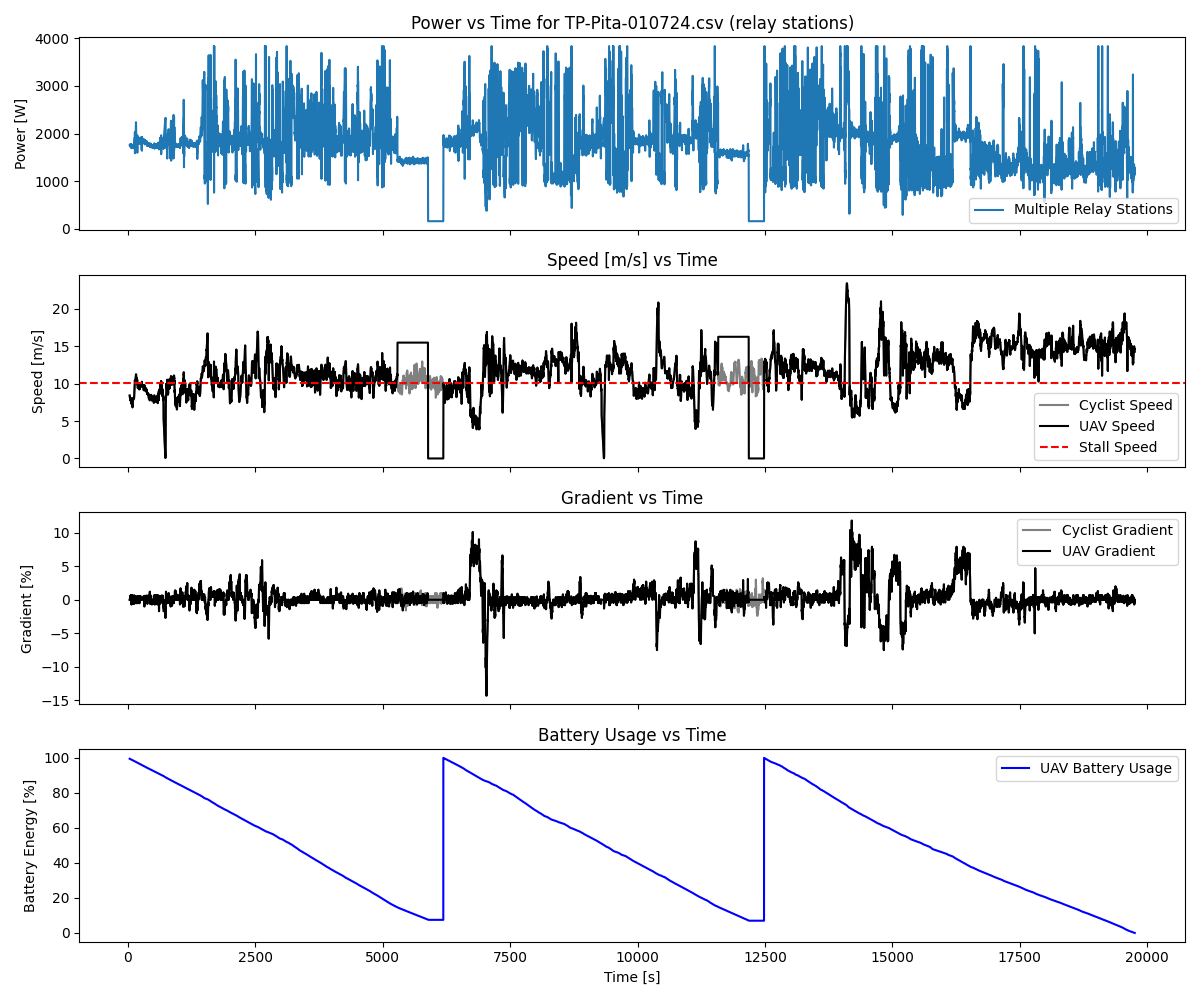 Power vs Time for TP-Pita-010724.csv (relay stations)
4000
3000
2000
1000
0
Power [W]
Multiple Relay Stations
Speed [m/s] vs Time
20
15
10
5
0
Speed [m/s]
Cyclist Speed
UAV Speed
Stall Speed
Gradient vs Time
10
5
0
−5
−10
−15
Gradient [%]
Cyclist Gradient
UAV Gradient
Battery Usage vs Time
100
80
60
40
20
0
Battery Energy [%]
UAV Battery Usage
0 2500 5000 7500 10000 12500 15000 17500 20000
Time [s]